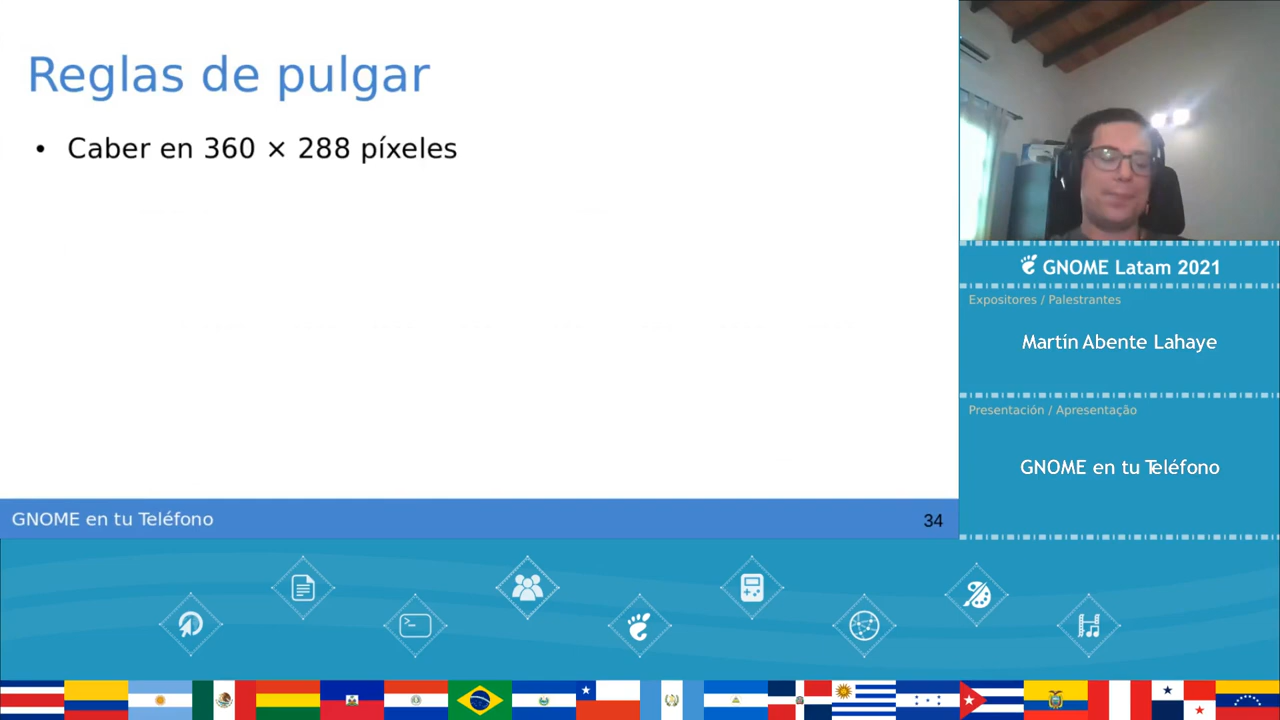 Reglas de pulgar
• Caber en 360 × 288 píxeles
GNOME en tu Teléfono
34
GNOME Latam 2021
Expositores / Palestrantes
Martín Abente Lahaye
Presentación / Apresentação
GNOME en tu Teléfono